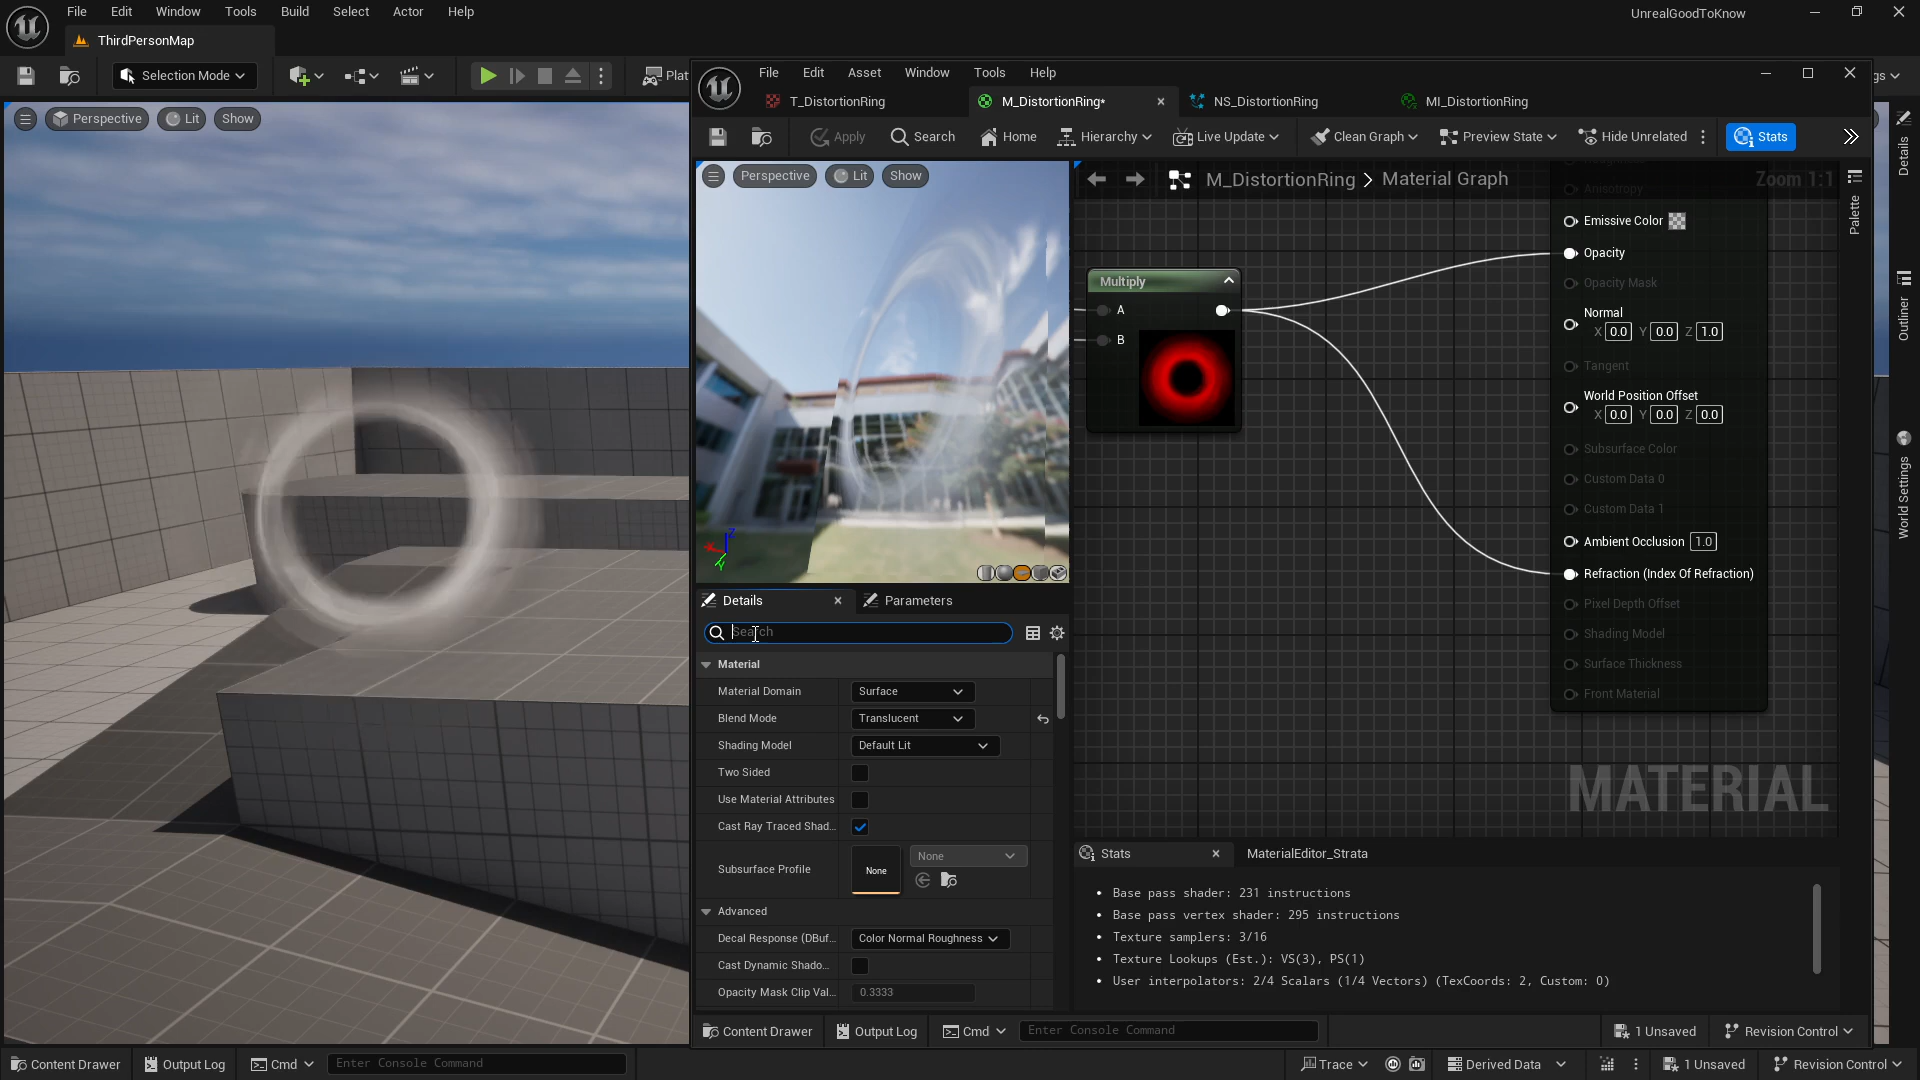 File Edit Window Tools Build Select Actor Help
UnrealGoodToKnow
ThirdPersonMap
Selection Mode
Plat
gs
Perspective Lit Show
File Edit Asset Window Tools Help
T_DistortionRing
M_DistortionRing*
NS_DistortionRing
MI_DistortionRing
Apply Search Home Hierarchy Live Update Clean Graph Preview State Hide Unrelated Stats
Perspective Lit Show
M_DistortionRing > Material Graph
Zoom 1:1
Palette
Details
Outliner
World Settings
Multiply
A
B
Anisotropy
Emissive Color
Opacity
Opacity Mask
Normal
X 0.0 Y 0.0 Z 1.0
Tangent
World Position Offset
X 0.0 Y 0.0 Z 0.0
Subsurface Color
Custom Data 0
Custom Data 1
Ambient Occlusion 1.0
Refraction (Index Of Refraction)
Pixel Depth Offset
Shading Model
Surface Thickness
Front Material
MATERIAL
Z
Y
Details Parameters
Search
Material
Material Domain Surface
Blend Mode Translucent
Shading Model Default Lit
Two Sided
Use Material Attributes
Cast Ray Traced Shad...
Subsurface Profile None None
Advanced
Decal Response (DBuf... Color Normal Roughness
Cast Dynamic Shado...
Opacity Mask Clip Val... 0.3333
Stats MaterialEditor_Strata
• Base pass shader: 231 instructions
• Base pass vertex shader: 295 instructions
• Texture samplers: 3/16
• Texture Lookups (Est.): VS(3), PS(1)
• User interpolators: 2/4 Scalars (1/4 Vectors) (TexCoords: 2, Custom: 0)
Content Drawer Output Log Cmd Enter Console Command 1 Unsaved Revision Control
Content Drawer Output Log Cmd Enter Console Command Trace Derived Data 1 Unsaved Revision Control